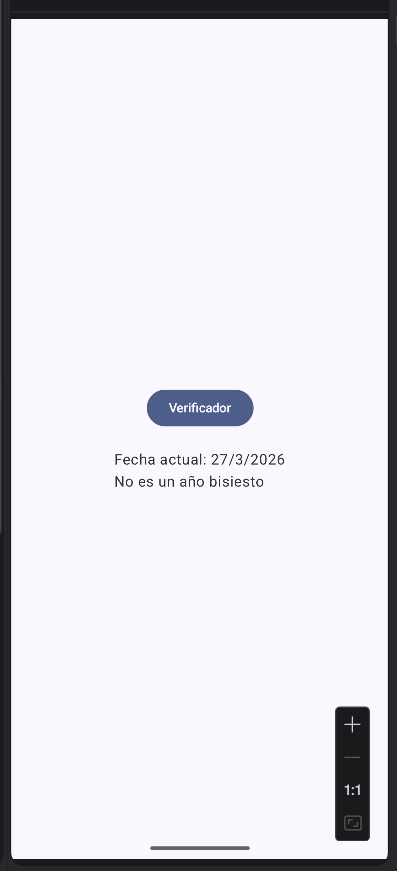 Verificador
Fecha actual: 27/3/2026
No es un año bisiesto
1:1